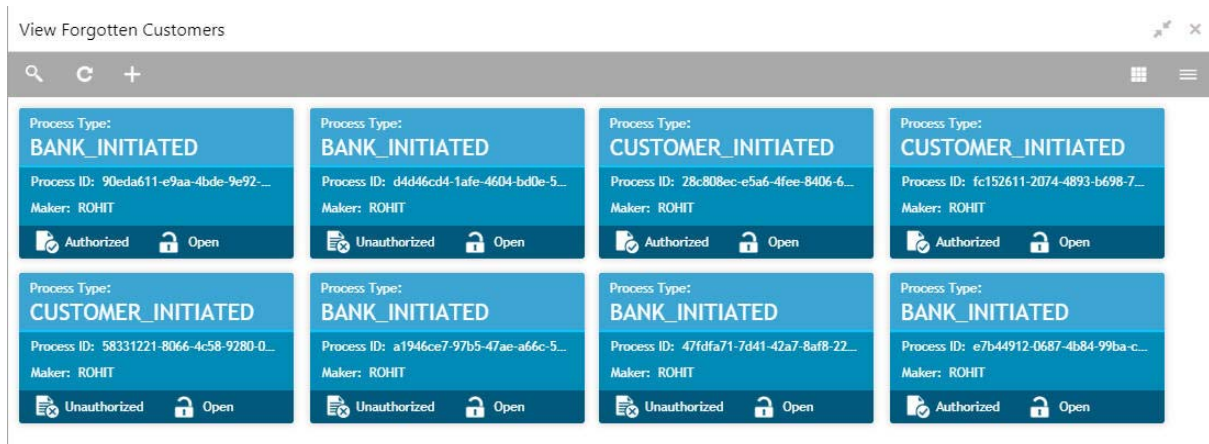 View Forgotten Customers
Process Type:
BANK_INITIATED
Process ID: 90eda611-e9aa-4bde-9e92-...
Maker: ROHIT
Authorized Open
Process Type:
BANK_INITIATED
Process ID: d4d46cd4-1afe-4604-bd0e-5...
Maker: ROHIT
Unauthorized Open
Process Type:
CUSTOMER_INITIATED
Process ID: 28c808ec-e5a6-4fee-8406-6...
Maker: ROHIT
Authorized Open
Process Type:
CUSTOMER_INITIATED
Process ID: fc152611-2074-4893-b698-7...
Maker: ROHIT
Authorized Open
Process Type:
CUSTOMER_INITIATED
Process ID: 58331221-8066-4c58-9280-0...
Maker: ROHIT
Unauthorized Open
Process Type:
BANK_INITIATED
Process ID: a1946ce7-97b5-47ae-a66c-5...
Maker: ROHIT
Unauthorized Open
Process Type:
BANK_INITIATED
Process ID: 47fdfa71-7d41-42a7-8af8-22...
Maker: ROHIT
Unauthorized Open
Process Type:
BANK_INITIATED
Process ID: e7b44912-0687-4b84-99ba-c...
Maker: ROHIT
Authorized Open